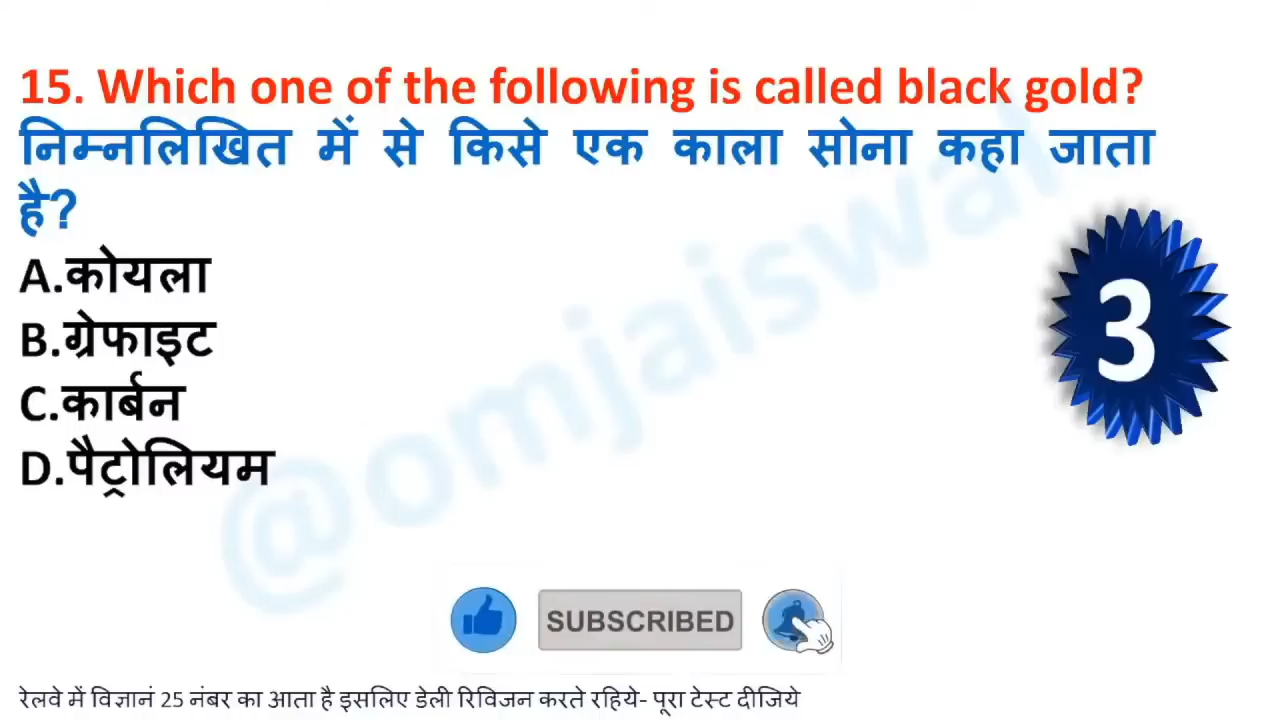 15. Which one of the following is called black gold?
निम्नलिखित में से किसे एक काला सोना कहा जाता
है?
A.कोयला
B.ग्रेफाइट
C.कार्बन
D.पैट्रोलियम
3
@omjaiswal
SUBSCRIBED
रेलवे में विज्ञानं 25 नंबर का आता है इसलिए डेली रिविजन करते रहिये- पूरा टेस्ट दीजिये